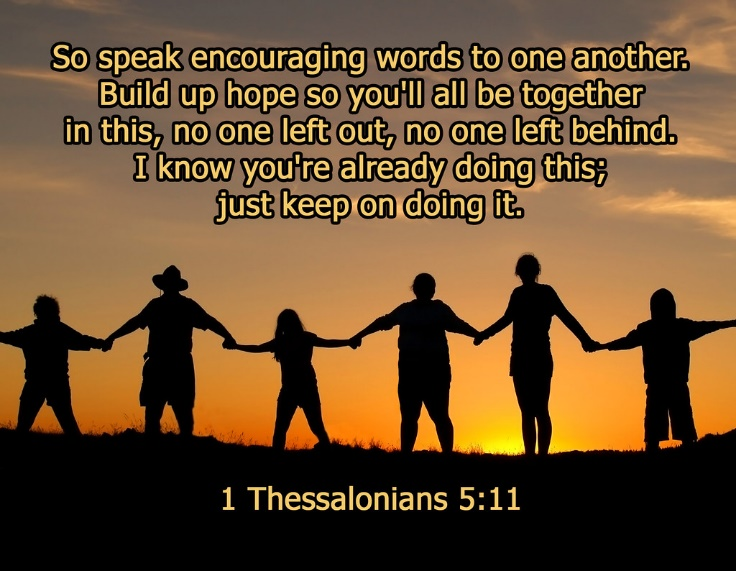 So speak encouraging words to one another.
Build up hope so you'll all be together
in this, no one left out, no one left behind.
I know you're already doing this;
just keep on doing it.
1 Thessalonians 5:11